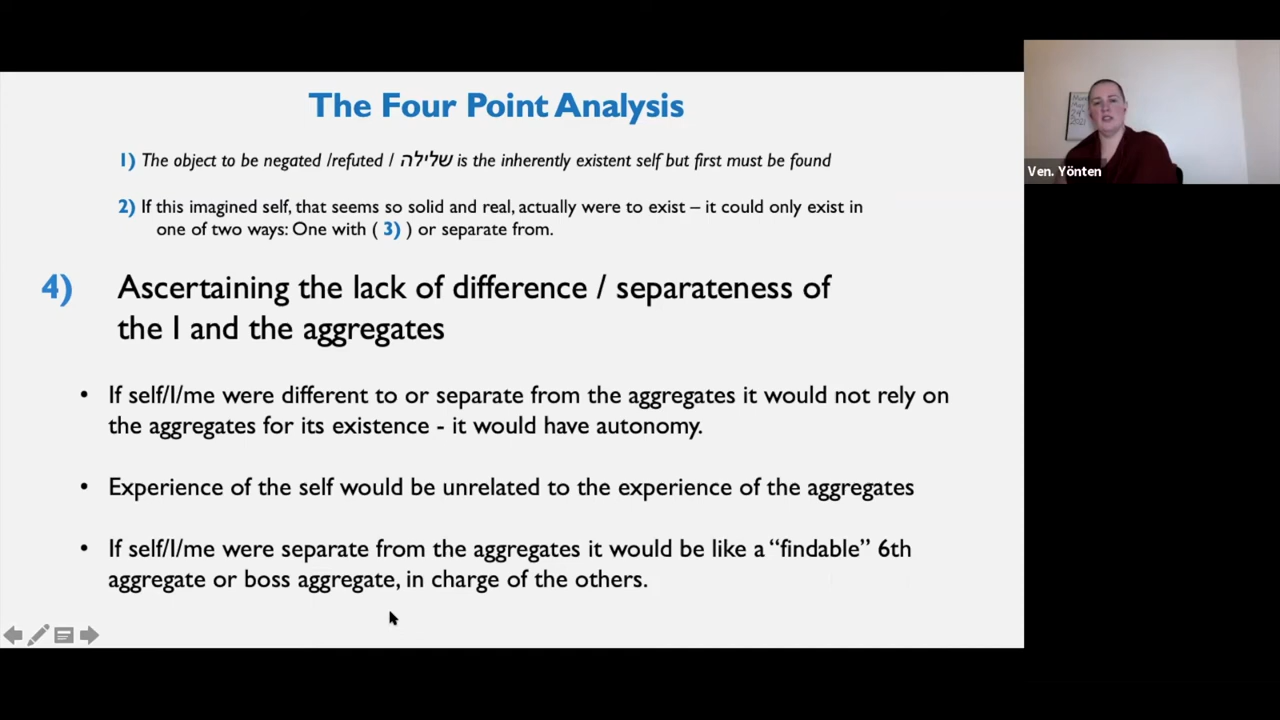 The Four Point Analysis
1) The object to be negated /refuted / שלילה is the inherently existent self but first must be found
2) If this imagined self, that seems so solid and real, actually were to exist – it could only exist in
one of two ways: One with ( 3) ) or separate from.
4) Ascertaining the lack of difference / separateness of
the I and the aggregates
• If self/I/me were different to or separate from the aggregates it would not rely on
the aggregates for its existence - it would have autonomy.
• Experience of the self would be unrelated to the experience of the aggregates
• If self/I/me were separate from the aggregates it would be like a “findable” 6th
aggregate or boss aggregate, in charge of the others.
Ven. Yönten